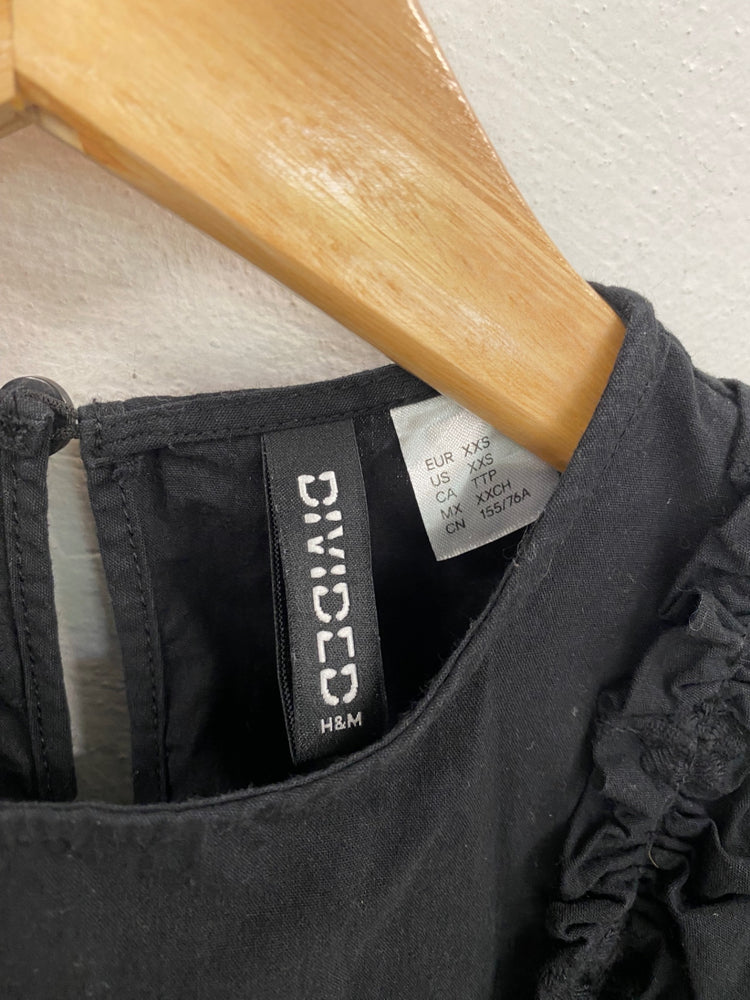 DIVIDED
H&M
EUR XXS
US XXS
CA TTP
MX XXCH
CN 155/76A